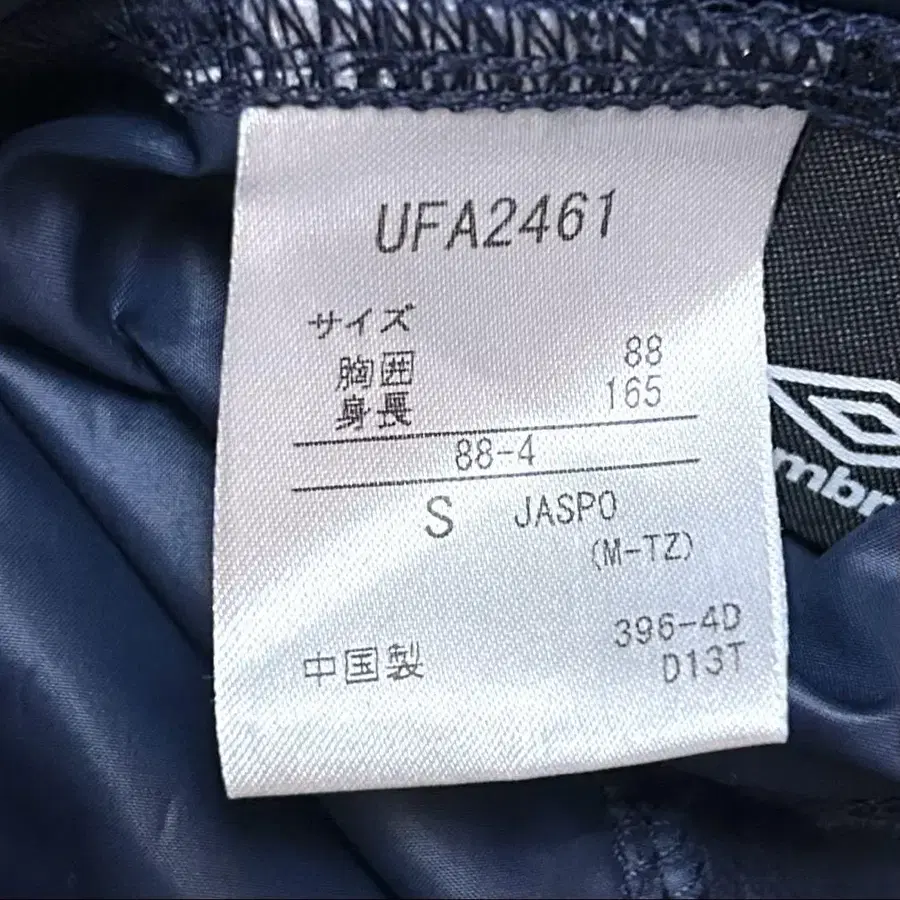 UFA2461
サイズ
胸囲 88
身長 165
88-4
S JASPO
(M-TZ)
396-4D
中国製 D13T
mbr